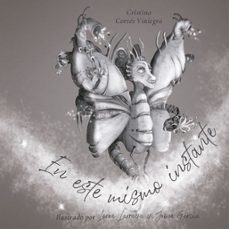 Cristina
Cortés Viniegra
En este mismo instante
Ilustrado por